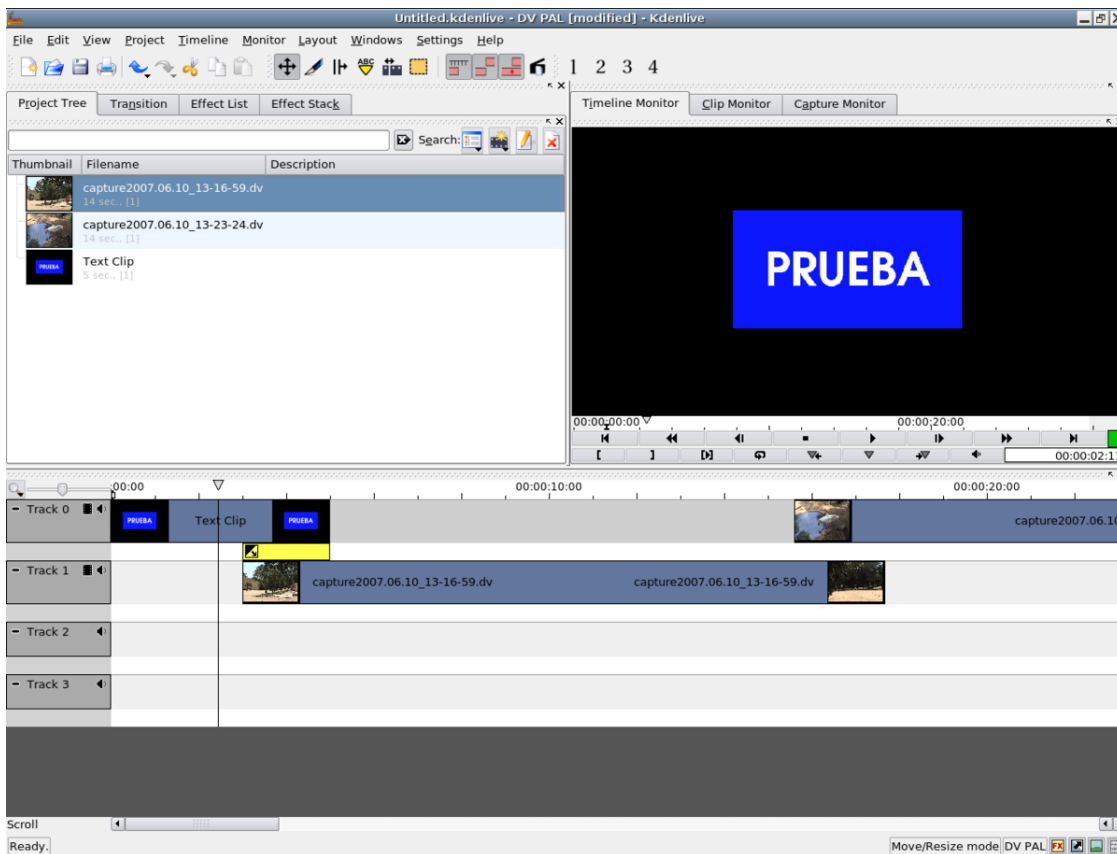 Untitled.kdenlive - DV PAL [modified] - Kdenlive
File Edit View Project Timeline Monitor Layout Windows Settings Help
ABC 1 2 3 4
Project Tree Transition Effect List Effect Stack
Timeline Monitor Clip Monitor Capture Monitor
Search:
Thumbnail Filename Description
capture2007.06.10_13-16-59.dv
14 sec., [1]
capture2007.06.10_13-23-24.dv
14 sec., [1]
PRUEBA Text Clip
5 sec., [1]
PRUEBA
00:00:00:00 00:00:20:00
00:00:02:1
:00:00 00:00:10:00 00:00:20:00
Track 0 PRUEBA Text Clip PRUEBA capture2007.06.10
Track 1 capture2007.06.10_13-16-59.dv capture2007.06.10_13-16-59.dv
Track 2
Track 3
Scroll
Ready. Move/Resize mode DV PAL FX